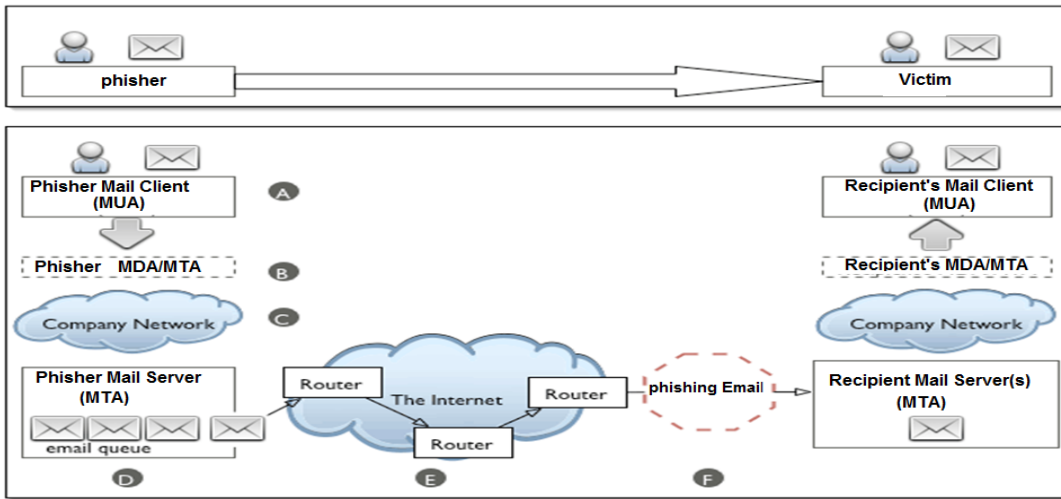 phisher
Victim
Phisher Mail Client
(MUA)
A
Recipient's Mail Client
(MUA)
Phisher MDA/MTA
B
Recipient's MDA/MTA
Company Network
C
Company Network
Phisher Mail Server
(MTA)
email queue
Router
The Internet
Router
Router
phishing Email
Recipient Mail Server(s)
(MTA)
D
E
F